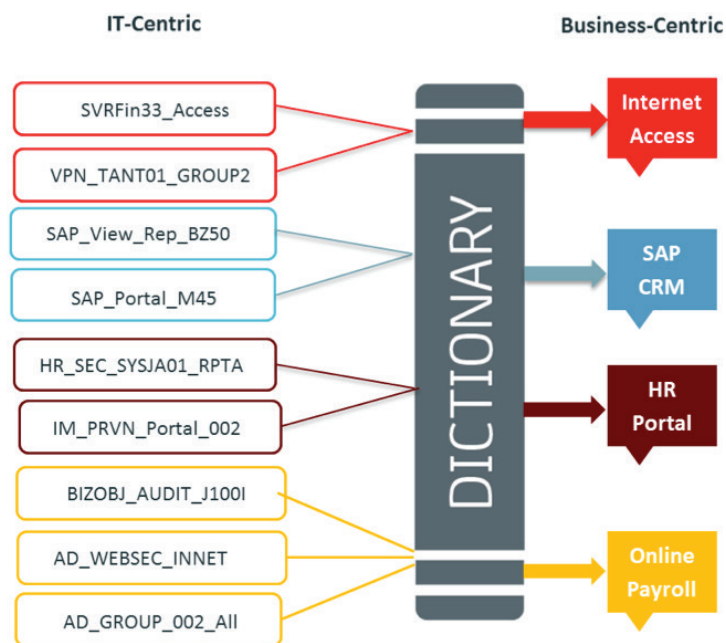 IT-Centric
Business-Centric
SVRFin33_Access
VPN_TANT01_GROUP2
SAP_View_Rep_BZ50
SAP_Portal_M45
HR_SEC_SYSJA01_RPTA
IM_PRVN_Portal_002
BIZOBJ_AUDIT_J100I
AD_WEBSEC_INNET
AD_GROUP_002_All
DICTIONARY
Internet
Access
SAP
CRM
HR
Portal
Online
Payroll